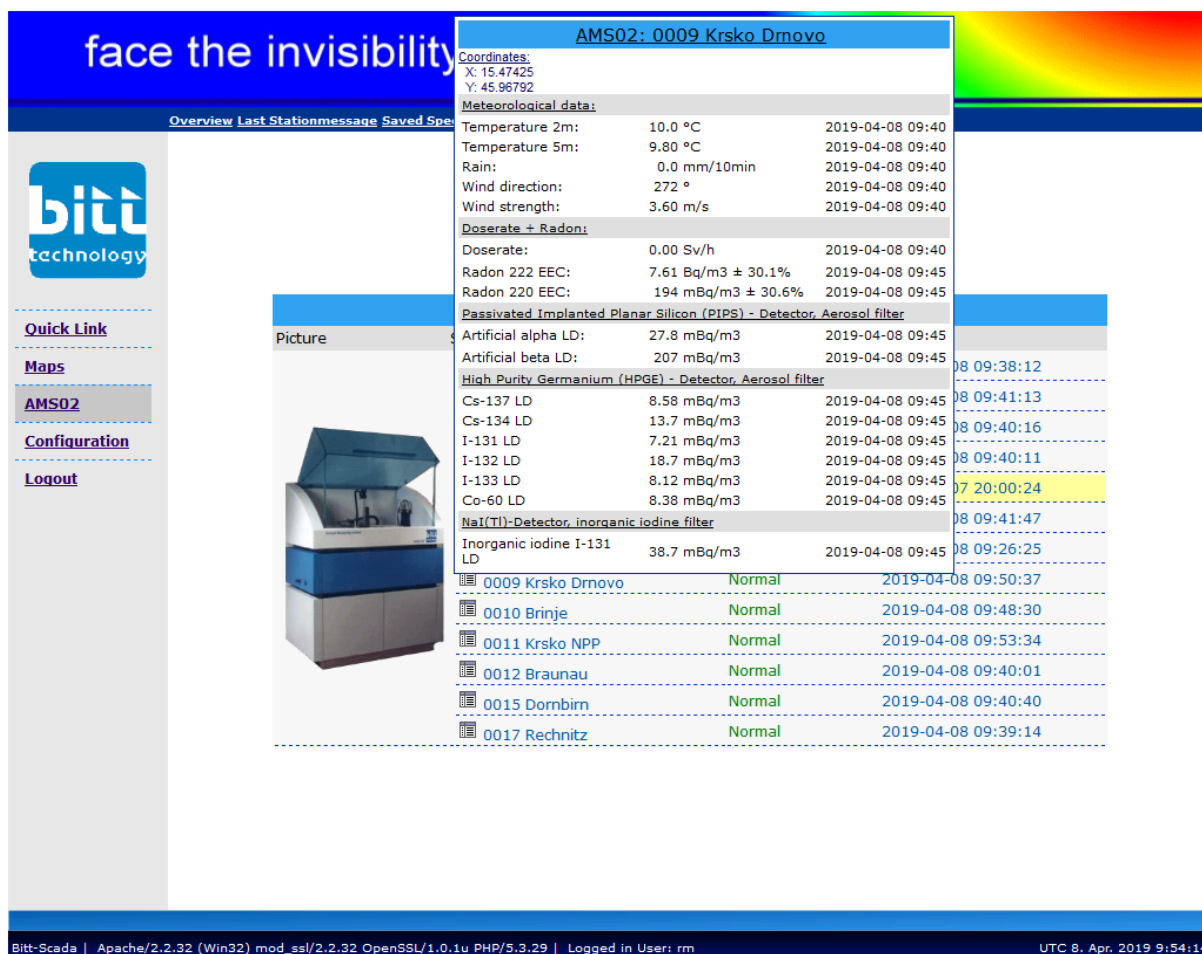 face the invisibility
AMS02: 0009 Krsko Drnovo
Coordinates:
X: 15.47425
Y: 45.96792
Meteorological data:
Temperature 2m: 10.0 °C 2019-04-08 09:40
Temperature 5m: 9.80 °C 2019-04-08 09:40
Rain: 0.0 mm/10min 2019-04-08 09:40
Wind direction: 272 ° 2019-04-08 09:40
Wind strength: 3.60 m/s 2019-04-08 09:40
Doserate + Radon:
Doserate: 0.00 Sv/h 2019-04-08 09:40
Radon 222 EEC: 7.61 Bq/m3 ± 30.1% 2019-04-08 09:45
Radon 220 EEC: 194 mBq/m3 ± 30.6% 2019-04-08 09:45
Passivated Implanted Planar Silicon (PIPS) - Detector, Aerosol filter
Artificial alpha LD: 27.8 mBq/m3 2019-04-08 09:45
Artificial beta LD: 207 mBq/m3 2019-04-08 09:45
High Purity Germanium (HPGE) - Detector, Aerosol filter
Cs-137 LD 8.58 mBq/m3 2019-04-08 09:45
Cs-134 LD 13.7 mBq/m3 2019-04-08 09:45
I-131 LD 7.21 mBq/m3 2019-04-08 09:45
I-132 LD 18.7 mBq/m3 2019-04-08 09:45
I-133 LD 8.12 mBq/m3 2019-04-08 09:45
Co-60 LD 8.38 mBq/m3 2019-04-08 09:45
NaI(Tl)-Detector, inorganic iodine filter
Inorganic iodine I-131
LD 38.7 mBq/m3 2019-04-08 09:45
Overview Last Stationmessage Saved Spe
bitt
technology
Quick Link
Maps
AMS02
Configuration
Logout
Picture
08 09:38:12
08 09:41:13
08 09:40:16
08 09:40:11
07 20:00:24
08 09:41:47
08 09:26:25
0009 Krsko Drnovo Normal 2019-04-08 09:50:37
0010 Brinje Normal 2019-04-08 09:48:30
0011 Krsko NPP Normal 2019-04-08 09:53:34
0012 Braunau Normal 2019-04-08 09:40:01
0015 Dornbirn Normal 2019-04-08 09:40:40
0017 Rechnitz Normal 2019-04-08 09:39:14
Bitt-Scada | Apache/2.2.32 (Win32) mod_ssl/2.2.32 OpenSSL/1.0.1u PHP/5.3.29 | Logged in User: rm
UTC 8. Apr. 2019 9:54:14